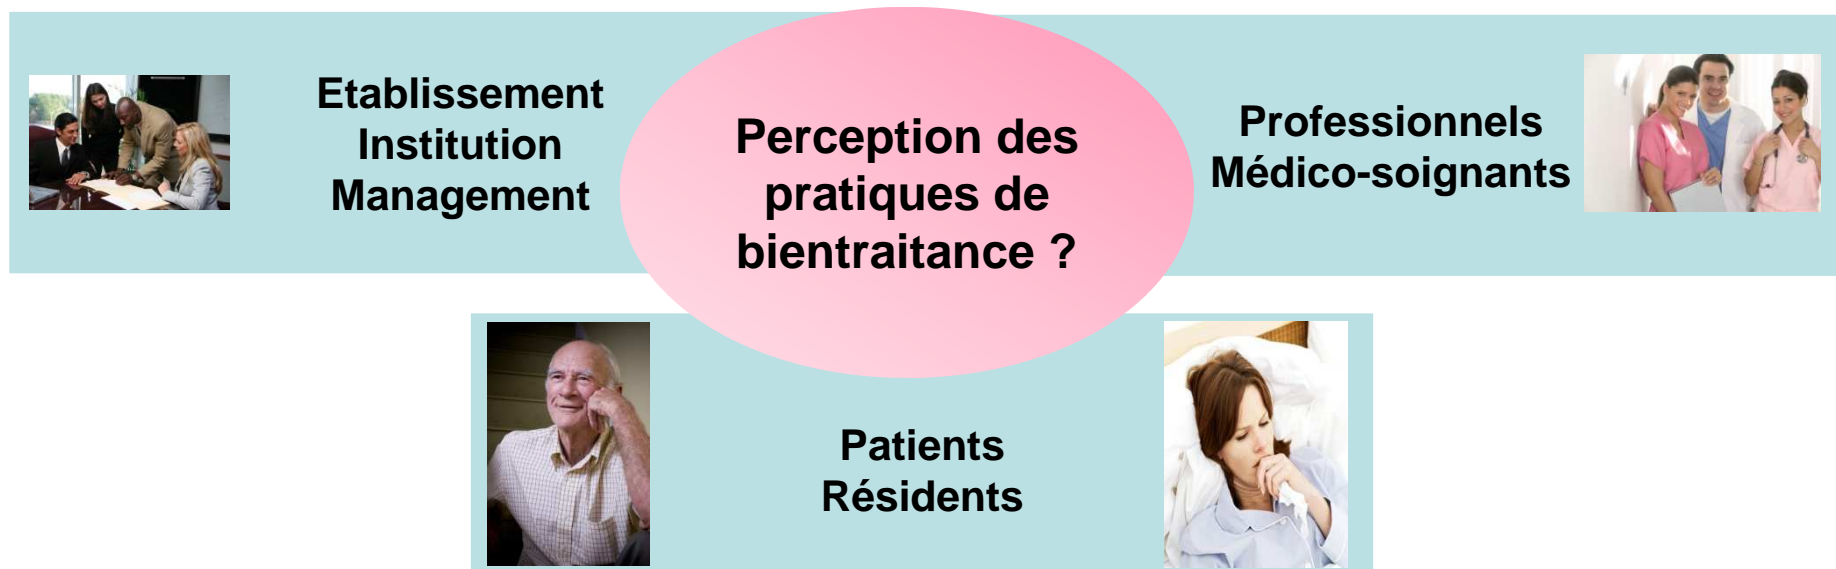 Etablissement
Institution
Management
Perception des
pratiques de
bientraitance ?
Professionnels
Médico-soignants
Patients
Résidents